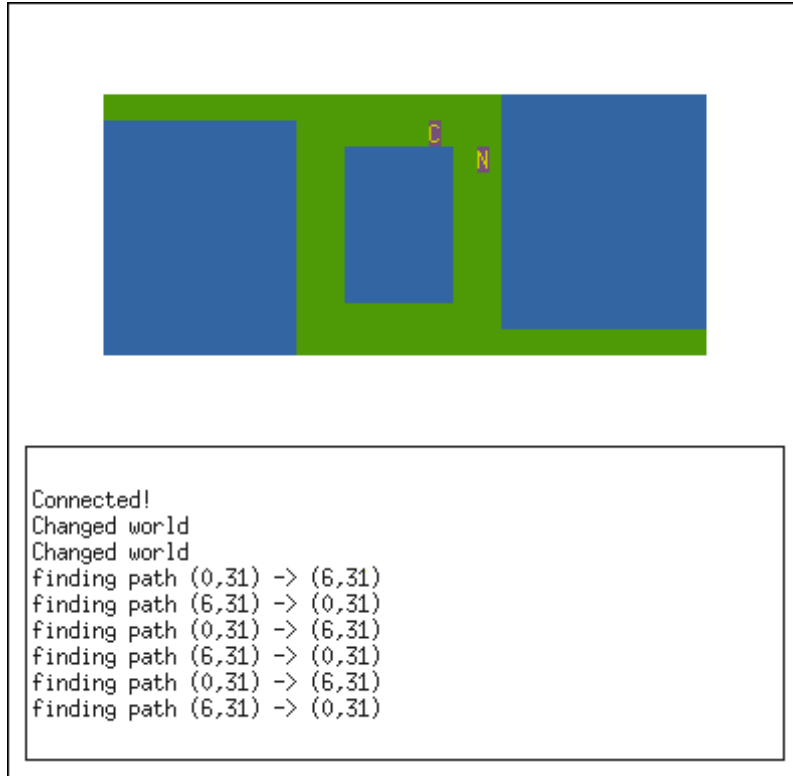 C
N
Connected!
Changed world
Changed world
finding path (0,31) -> (6,31)
finding path (6,31) -> (0,31)
finding path (0,31) -> (6,31)
finding path (6,31) -> (0,31)
finding path (0,31) -> (6,31)
finding path (6,31) -> (0,31)